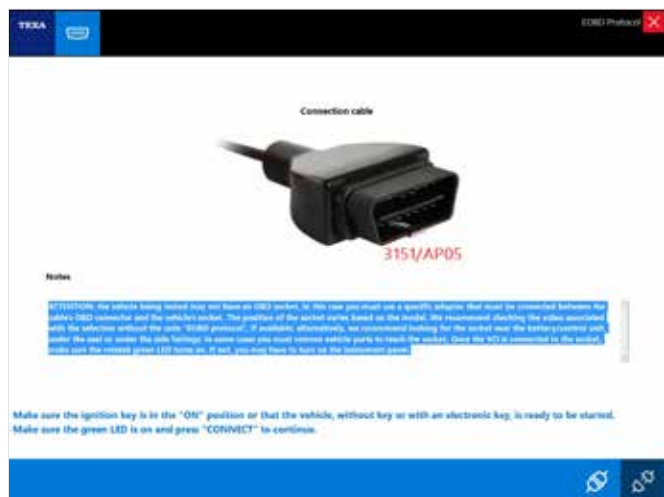 TEXA
EOBD Protocol
Connection cable
3151/AP05
Notes
ATTENTION: the vehicle being tested may not have an OBD socket, in this case you must use a specific adapter that must be connected between the
cable's OBD connector and the vehicle's socket. The position of the socket varies based on the model. We recommend checking the video associated
with the selection without the code "EOBD protocol", if available; alternatively, we recommend looking for the socket near the battery/control unit,
under the seat or under the side fairings: in some cases you must remove vehicle parts to reach the socket. Once the VCI is connected to the socket,
make sure the related green LED turns on. If not, you may have to turn on the instrument panel.
Make sure the ignition key is in the "ON" position or that the vehicle, without key or with an electronic key, is ready to be started.
Make sure the green LED is on and press "CONNECT" to continue.